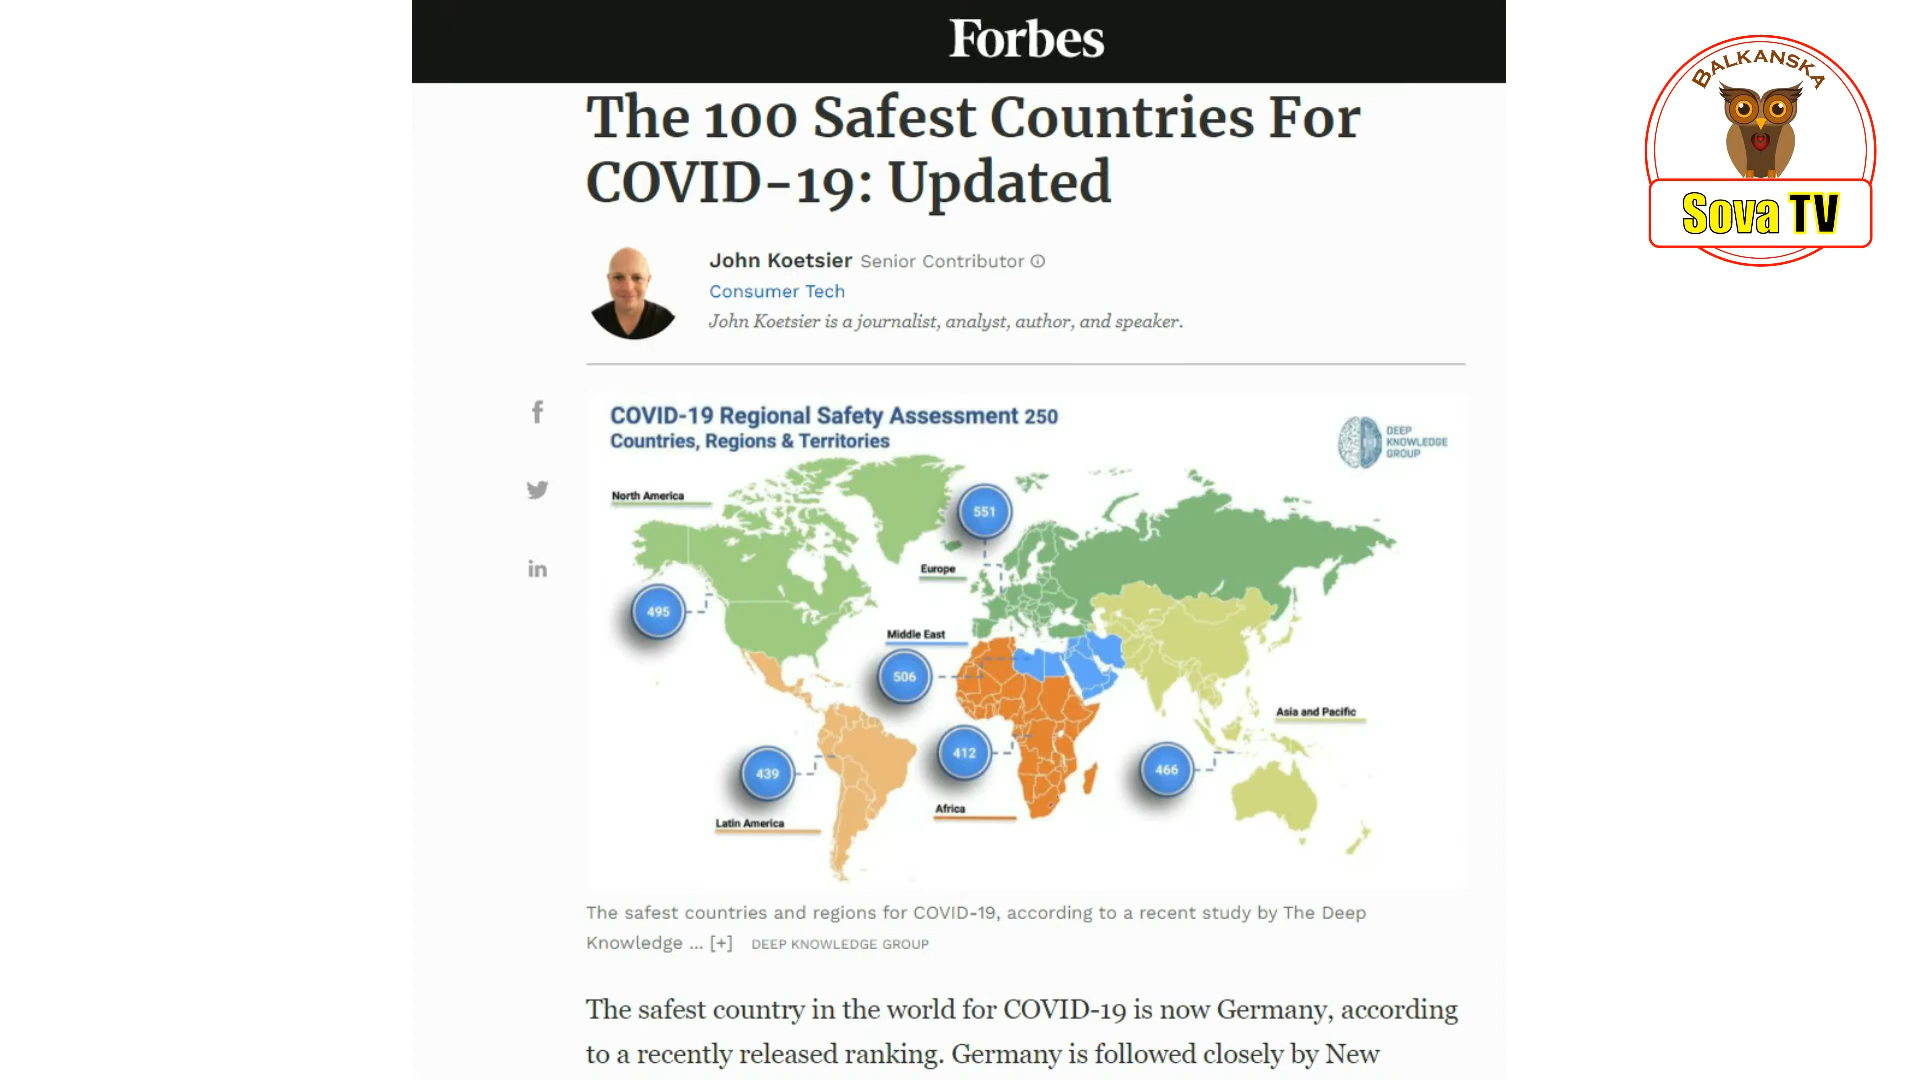 Forbes
The 100 Safest Countries For
COVID-19: Updated
John Koetsier Senior Contributor
Consumer Tech
John Koetsier is a journalist, analyst, author, and speaker.
COVID-19 Regional Safety Assessment 250
Countries, Regions & Territories
DEEP
KNOWLEDGE
GROUP
North America
551
Europe
495
Middle East
506
Asia and Pacific
412
466
439
Africa
Latin America
The safest countries and regions for COVID-19, according to a recent study by The Deep
Knowledge ... [+] DEEP KNOWLEDGE GROUP
The safest country in the world for COVID-19 is now Germany, according
to a recently released ranking. Germany is followed closely by New
BALKANSKA
Sova TV